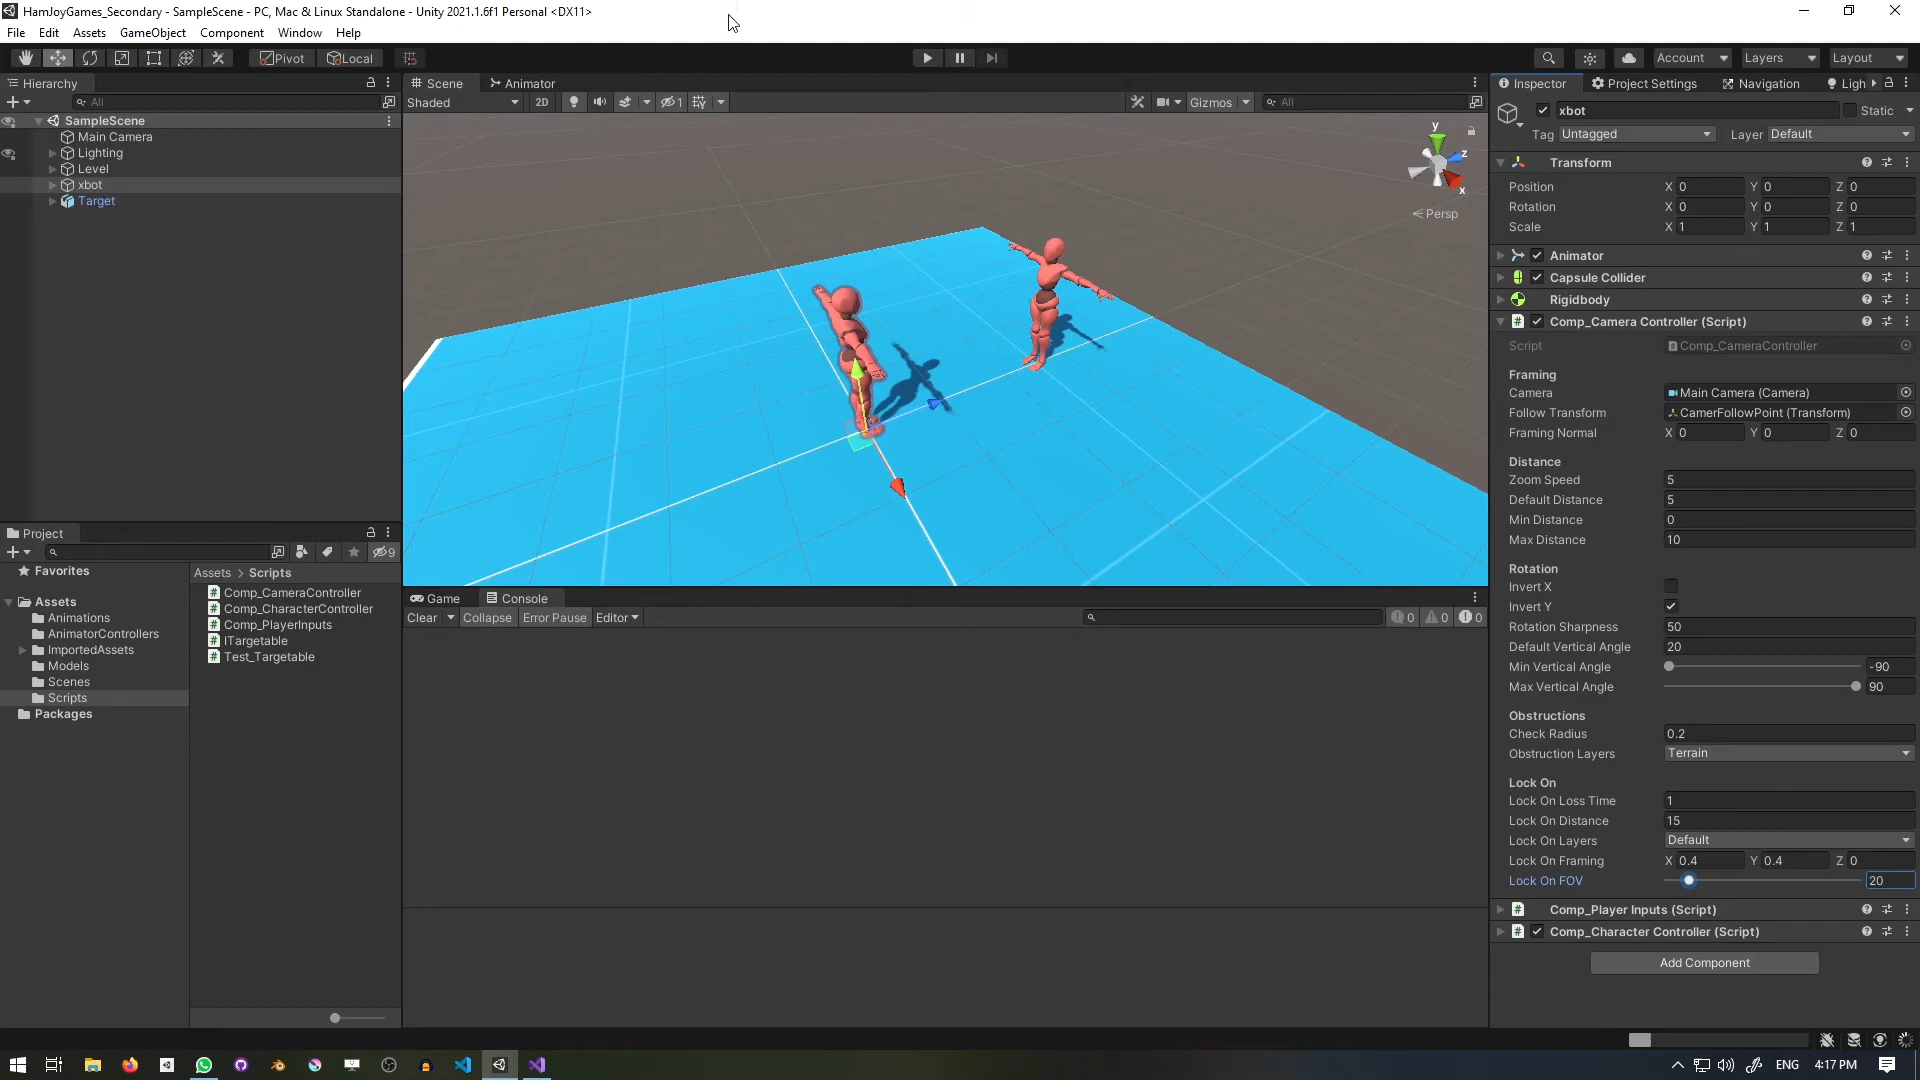 HamJoyGames_Secondary - SampleScene - PC, Mac & Linux Standalone - Unity 2021.1.6f1 Personal <DX11>
File Edit Assets GameObject Component Window Help
Pivot Local Account Layers Layout
Hierarchy
All
SampleScene
Main Camera
Lighting
Level
xbot
Target
Scene Animator
Shaded 2D 1 Gizmos All
y
z
x
Persp
Project
9
Favorites
Assets
Animations
AnimatorControllers
ImportedAssets
Models
Scenes
Scripts
Packages
Assets > Scripts
Comp_CameraController
Comp_CharacterController
Comp_PlayerInputs
ITargetable
Test_Targetable
Game Console
Clear Collapse Error Pause Editor 0 0 0
Inspector Project Settings Navigation Ligh
xbot Static
Tag Untagged Layer Default
Transform
Position X 0 Y 0 Z 0
Rotation X 0 Y 0 Z 0
Scale X 1 Y 1 Z 1
Animator
Capsule Collider
Rigidbody
Comp_Camera Controller (Script)
Script Comp_CameraController
Framing
Camera Main Camera (Camera)
Follow Transform CamerFollowPoint (Transform)
Framing Normal X 0 Y 0 Z 0
Distance
Zoom Speed 5
Default Distance 5
Min Distance 0
Max Distance 10
Rotation
Invert X
Invert Y
Rotation Sharpness 50
Default Vertical Angle 20
Min Vertical Angle -90
Max Vertical Angle 90
Obstructions
Check Radius 0.2
Obstruction Layers Terrain
Lock On
Lock On Loss Time 1
Lock On Distance 15
Lock On Layers Default
Lock On Framing X 0.4 Y 0.4 Z 0
Lock On FOV 20
Comp_Player Inputs (Script)
Comp_Character Controller (Script)
Add Component
ENG 4:17 PM